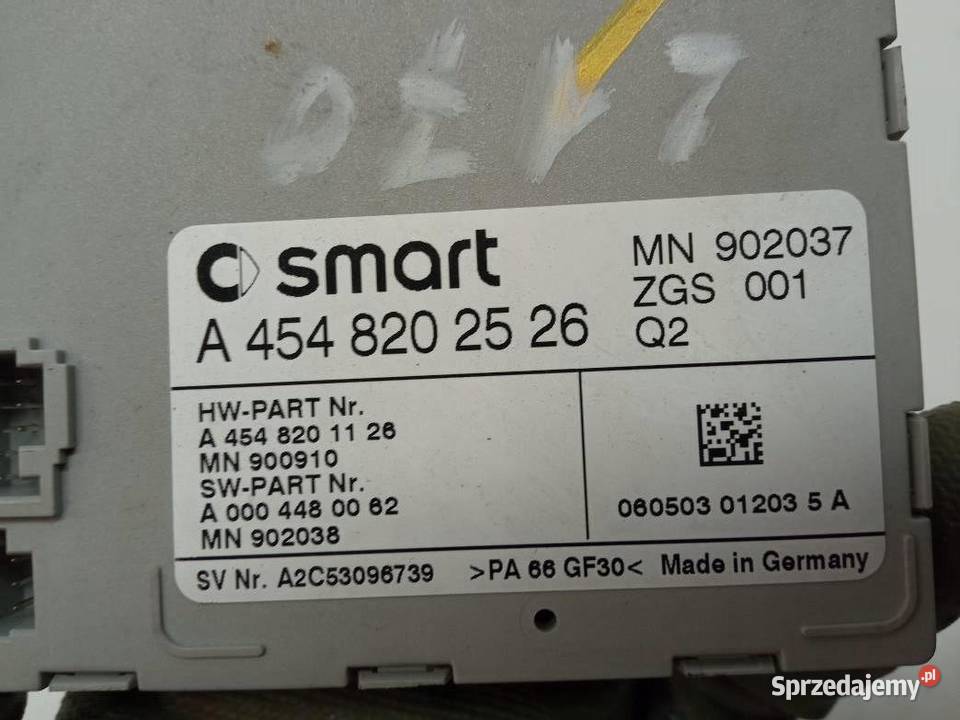 smart
A 454 820 25 26
MN 902037
ZGS 001
Q2
HW-PART Nr.
A 454 820 11 26
MN 900910
SW-PART Nr.
A 000 448 00 62
MN 902038
060503 01203 5 A
SV Nr. A2C53096739 >PA 66 GF30< Made in Germany
Sprzedajemy.pl